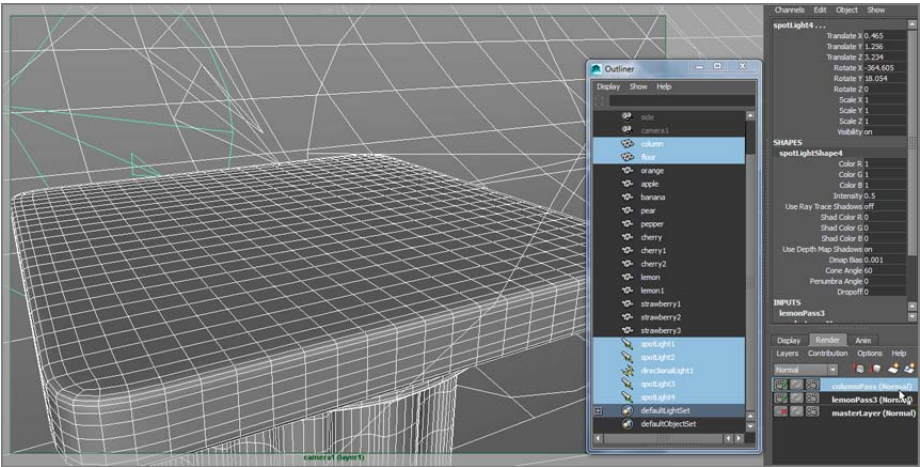 Channels Edit Object Show
spotLight4 . . .
Translate X 0.465
Translate Y 1.256
Translate Z 3.234
Rotate X -364.605
Rotate Y 18.054
Rotate Z 0
Scale X 1
Scale Y 1
Scale Z 1
Visibility on
SHAPES
spotLightShape4
Color R 1
Color G 1
Color B 1
Intensity 0.5
Use Ray Trace Shadows off
Shad Color R 0
Shad Color G 0
Shad Color B 0
Use Depth Map Shadows on
Dmap Bias 0.001
Cone Angle 60
Penumbra Angle 0
Dropoff 0
INPUTS
lemonPass3
Outliner
Display Show Help
side
camera1
column
floor
orange
apple
banana
pear
pepper
cherry
cherry1
cherry2
lemon
lemon1
strawberry1
strawberry2
strawberry3
spotLight1
spotLight2
directionalLight1
spotLight3
spotLight4
defaultLightSet
defaultObjectSet
Display Render Anim
Layers Contribution Options Help
Normal
columnPass (Normal)
lemonPass3 (Normal)
masterLayer (Normal)
camera1 (layer1)